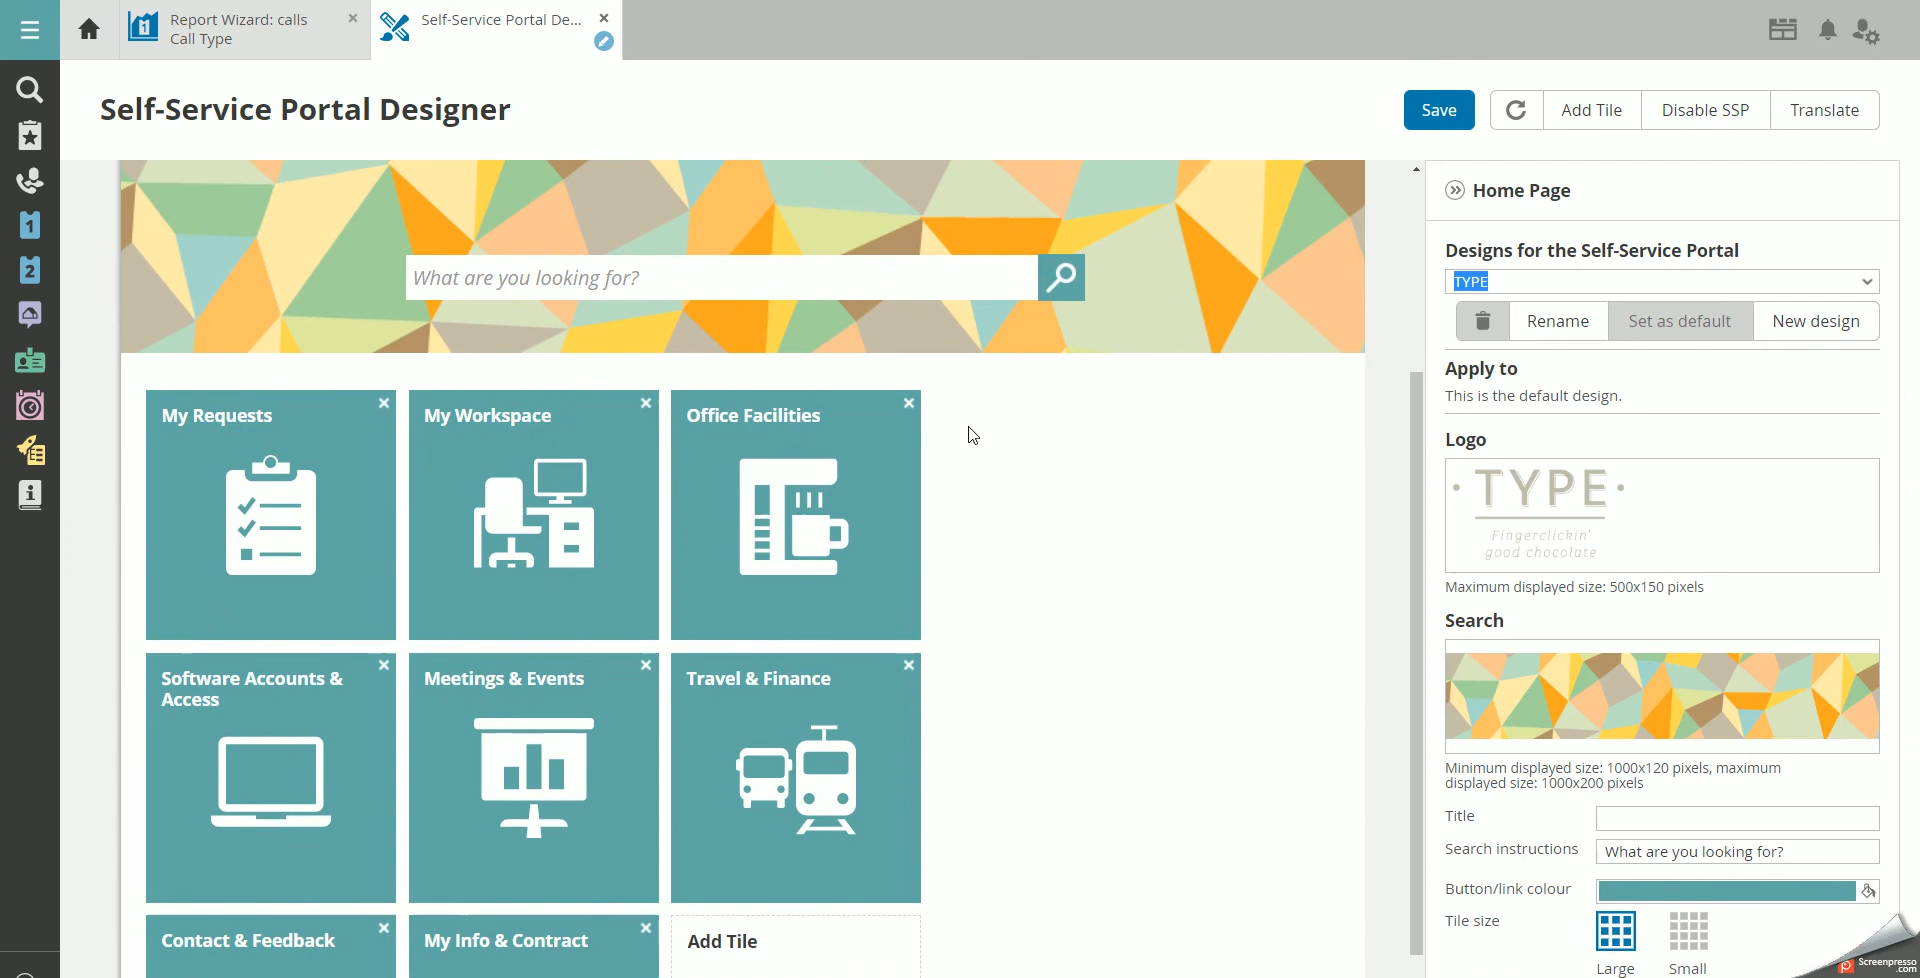 Report Wizard: calls
Call Type
Self-Service Portal De...
1
2
Self-Service Portal Designer
Save
Add Tile
Disable SSP
Translate
What are you looking for?
My Requests
My Workspace
Office Facilities
Software Accounts &
Access
Meetings & Events
Travel & Finance
Contact & Feedback
My Info & Contract
Add Tile
Home Page
Designs for the Self-Service Portal
TYPE
Rename
Set as default
New design
Apply to
This is the default design.
Logo
· TYPE ·
Fingerclickin'
good chocolate
Maximum displayed size: 500x150 pixels
Search
Minimum displayed size: 1000x120 pixels, maximum
displayed size: 1000x200 pixels
Title
Search instructions
What are you looking for?
Button/link colour
Tile size
Large
Small
Screenpresso
.com